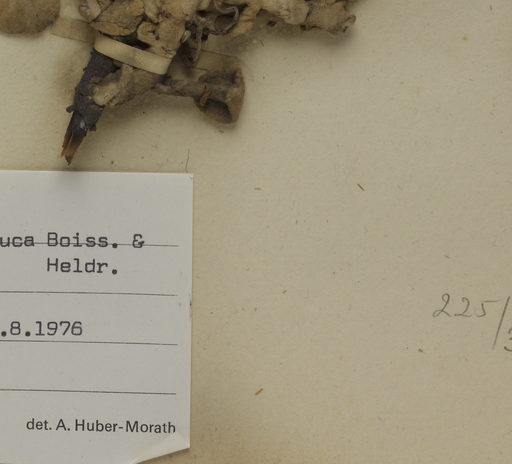 uca Boiss. &
Heldr.
.8.1976
det. A. Huber-Morath
225/